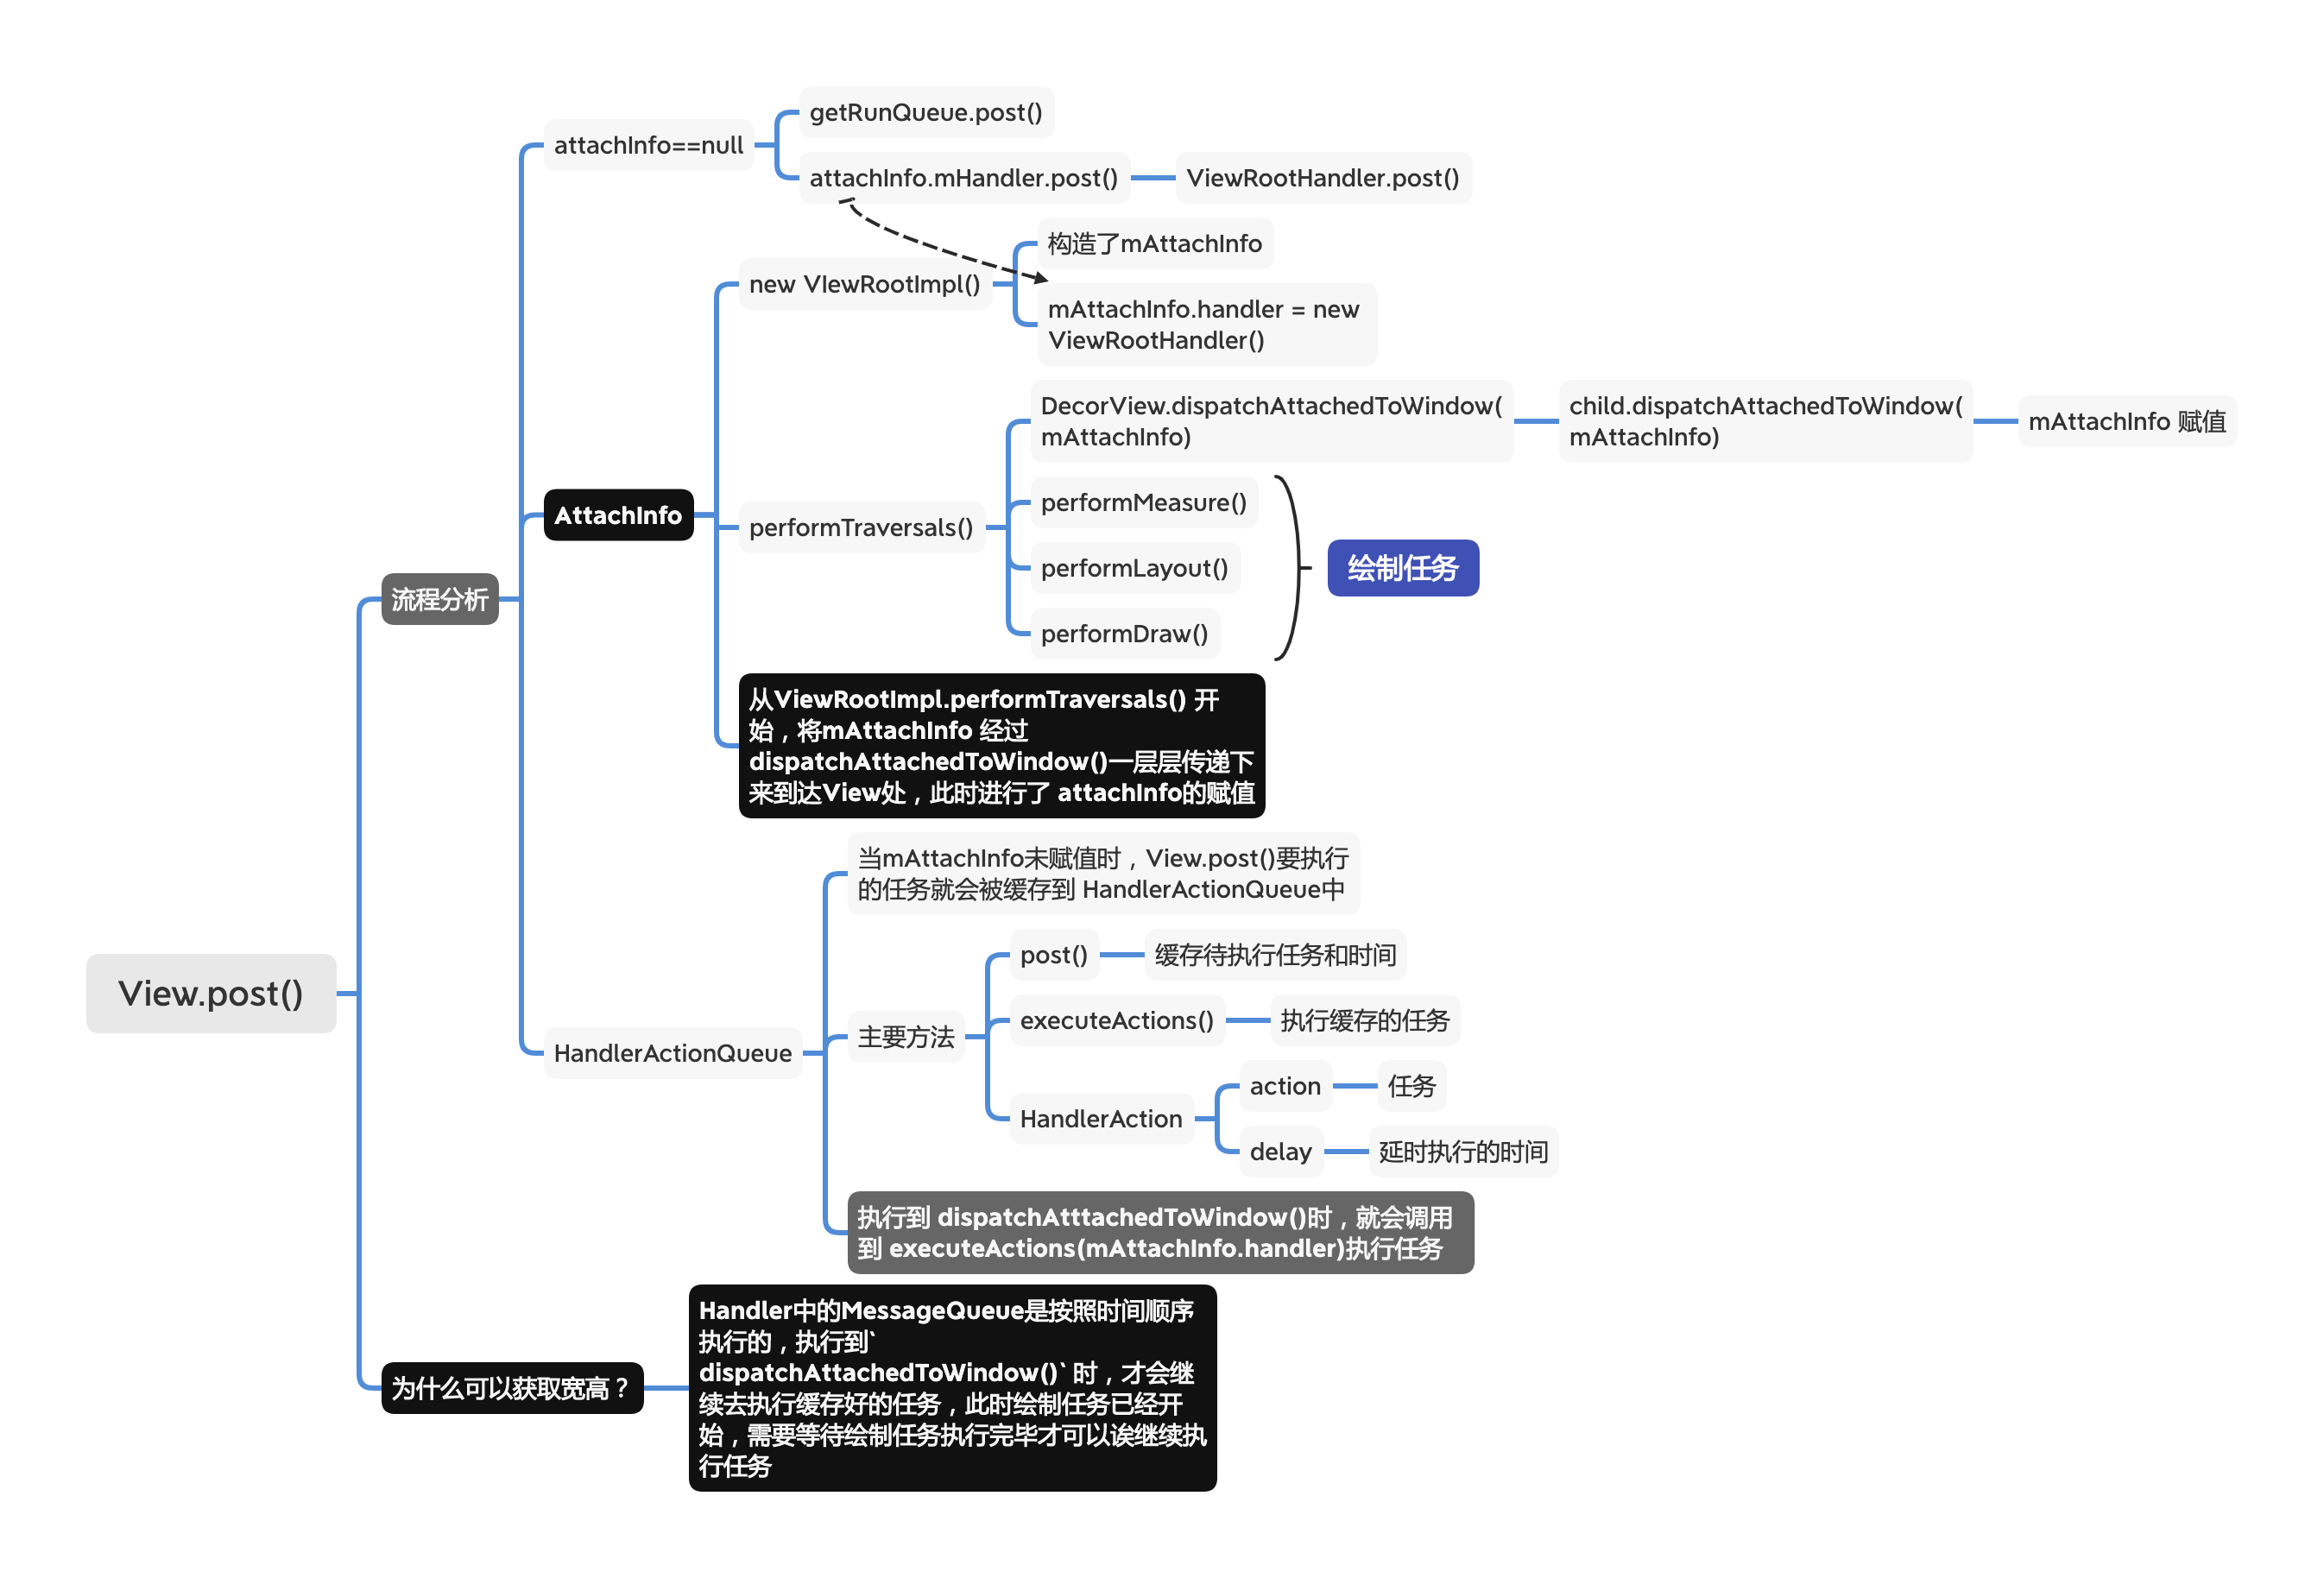 getRunQueue.post()
attachInfo==null
attachInfo.mHandler.post()
ViewRootHandler.post()
构造了mAttachInfo
new VIewRootImpl()
mAttachInfo.handler = new
ViewRootHandler()
DecorView.dispatchAttachedToWindow(
mAttachInfo)
child.dispatchAttachedToWindow(
mAttachInfo)
mAttachInfo 赋值
AttachInfo
performTraversals()
performMeasure()
performLayout()
performDraw()
绘制任务
流程分析
从ViewRootImpl.performTraversals() 开
始，将mAttachInfo 经过
dispatchAttachedToWindow()一层层传递下
来到达View处，此时进行了 attachInfo的赋值
当mAttachInfo未赋值时，View.post()要执行
的任务就会被缓存到 HandlerActionQueue中
View.post()
post()
缓存待执行任务和时间
executeActions()
执行缓存的任务
主要方法
HandlerActionQueue
action
任务
HandlerAction
delay
延时执行的时间
执行到 dispatchAtttachedToWindow()时，就会调用
到 executeActions(mAttachInfo.handler)执行任务
为什么可以获取宽高？
Handler中的MessageQueue是按照时间顺序
执行的，执行到`
dispatchAttachedToWindow()` 时，才会继
续去执行缓存好的任务，此时绘制任务已经开
始，需要等待绘制任务执行完毕才可以诶继续执
行任务